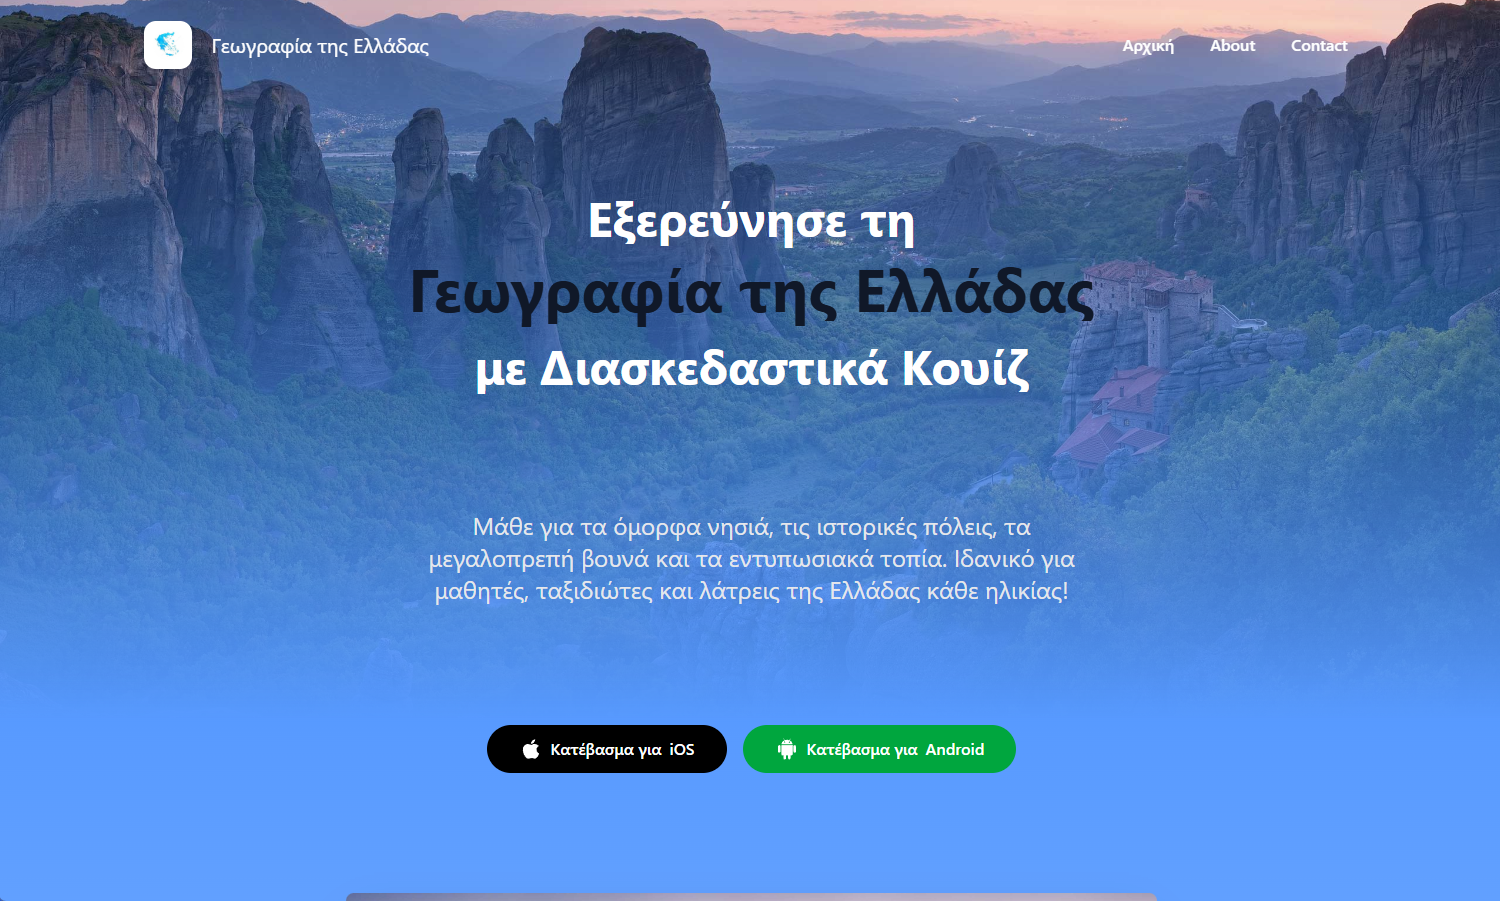 Γεωγραφία της Ελλάδας
Αρχική
About
Contact
Εξερεύνησε τη
Γεωγραφία της Ελλάδας
με Διασκεδαστικά Κουίζ
Μάθε για τα όμορφα νησιά, τις ιστορικές πόλεις, τα
μεγαλοπρεπή βουνά και τα εντυπωσιακά τοπία. Ιδανικό για
μαθητές, ταξιδιώτες και λάτρεις της Ελλάδας κάθε ηλικίας!
Κατέβασμα για iOS
Κατέβασμα για Android